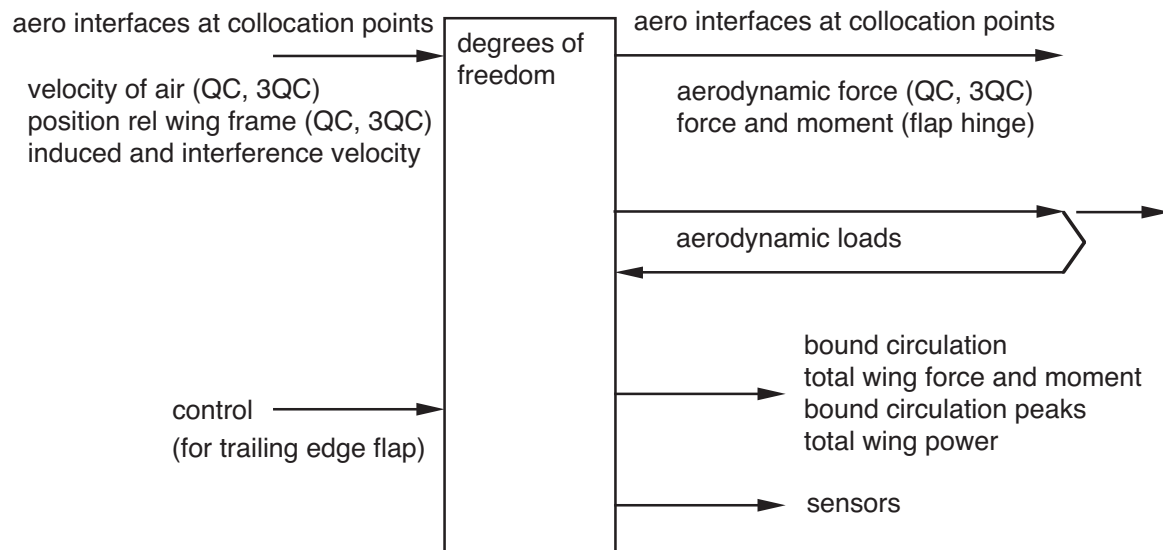 aero interfaces at collocation points
velocity of air (QC, 3QC)
position rel wing frame (QC, 3QC)
induced and interference velocity
control
(for trailing edge flap)
degrees of
freedom
aero interfaces at collocation points
aerodynamic force (QC, 3QC)
force and moment (flap hinge)
aerodynamic loads
bound circulation
total wing force and moment
bound circulation peaks
total wing power
sensors